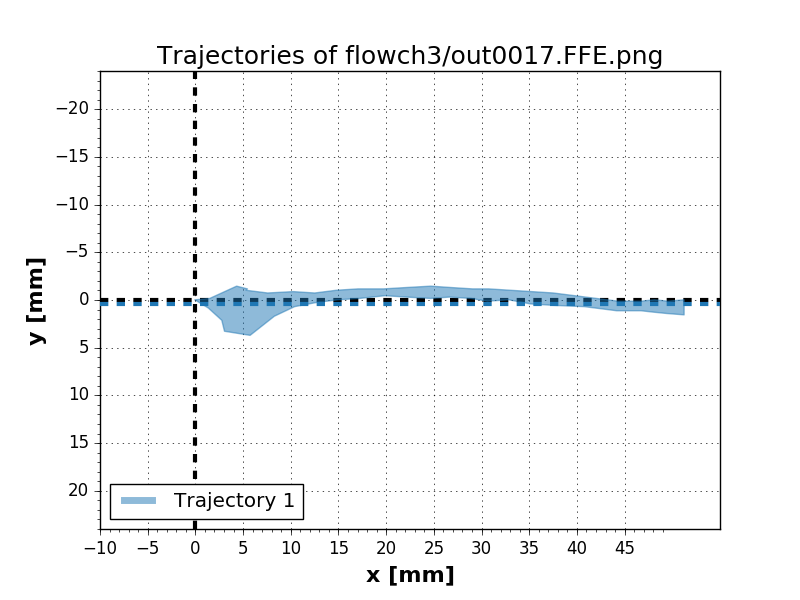 Trajectories of flowch3/out0017.FFE.png
−20
−15
−10
−5
0
5
10
15
20
y [mm]
Trajectory 1
−10 −5 0 5 10 15 20 25 30 35 40 45
x [mm]